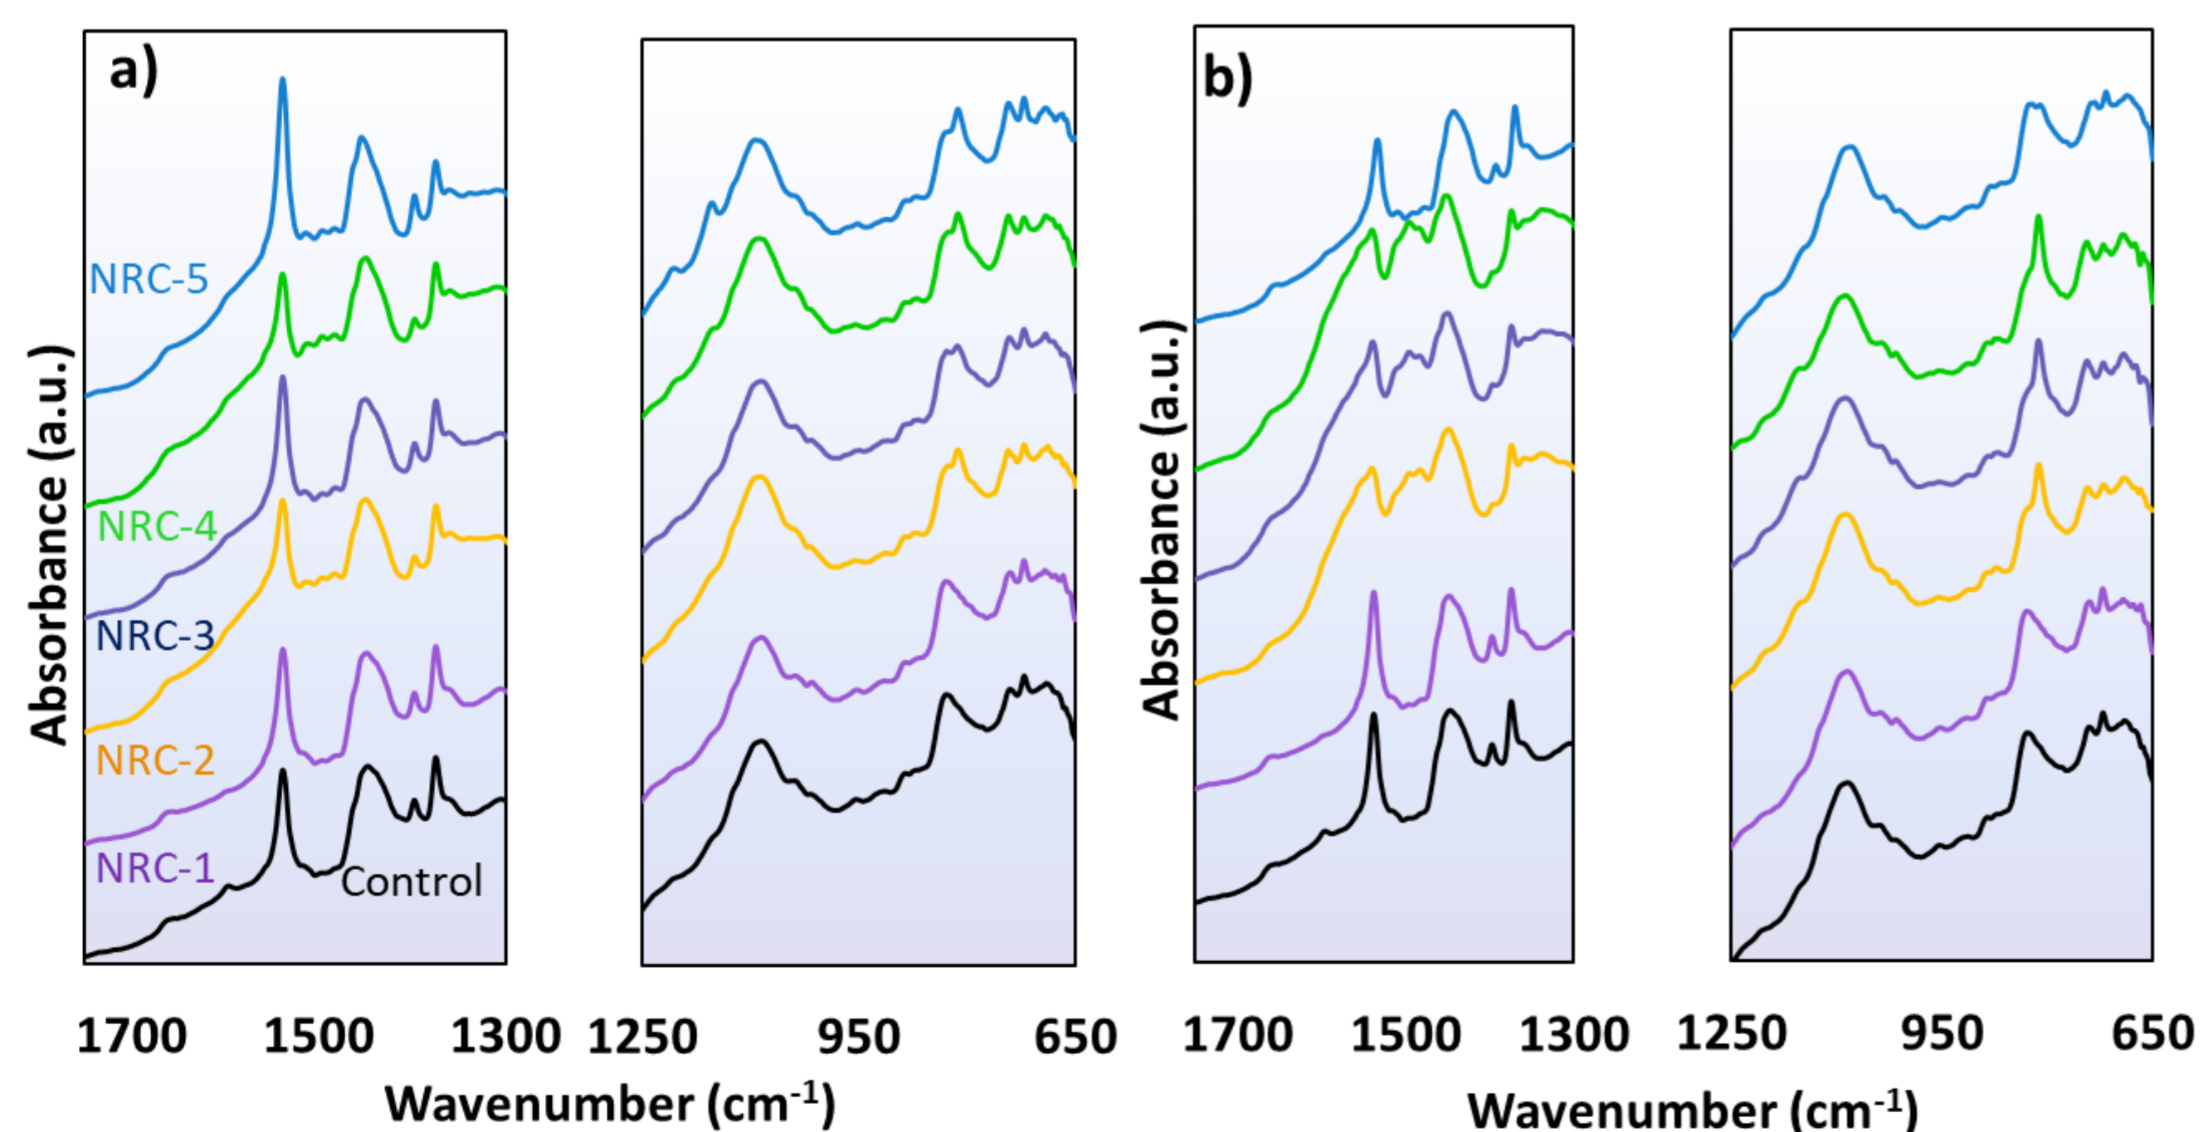 a)
b)
NRC-5
NRC-4
NRC-3
NRC-2
NRC-1
Control
Absorbance (a.u.)
Absorbance (a.u.)
1700 1500 1300 1250 950 650
1700 1500 1300 1250 950 650
Wavenumber (cm-1)
Wavenumber (cm-1)